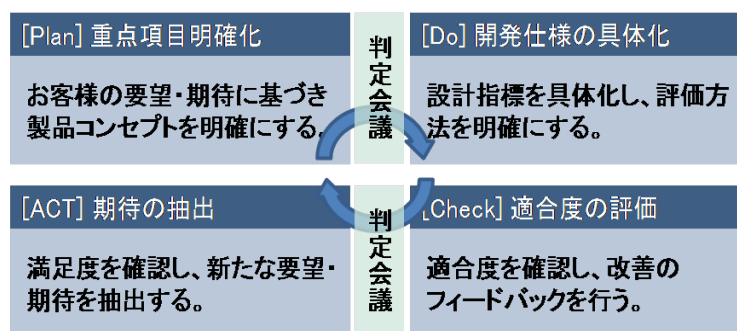 [Plan] 重点項目明確化
お客様の要望・期待に基づき
製品コンセプトを明確にする。
判定会議
[Do] 開発仕様の具体化
設計指標を具体化し、評価方
法を明確にする。
[ACT] 期待の抽出
満足度を確認し、新たな要望・
期待を抽出する。
判定会議
[Check] 適合度の評価
適合度を確認し、改善の
フィードバックを行う。